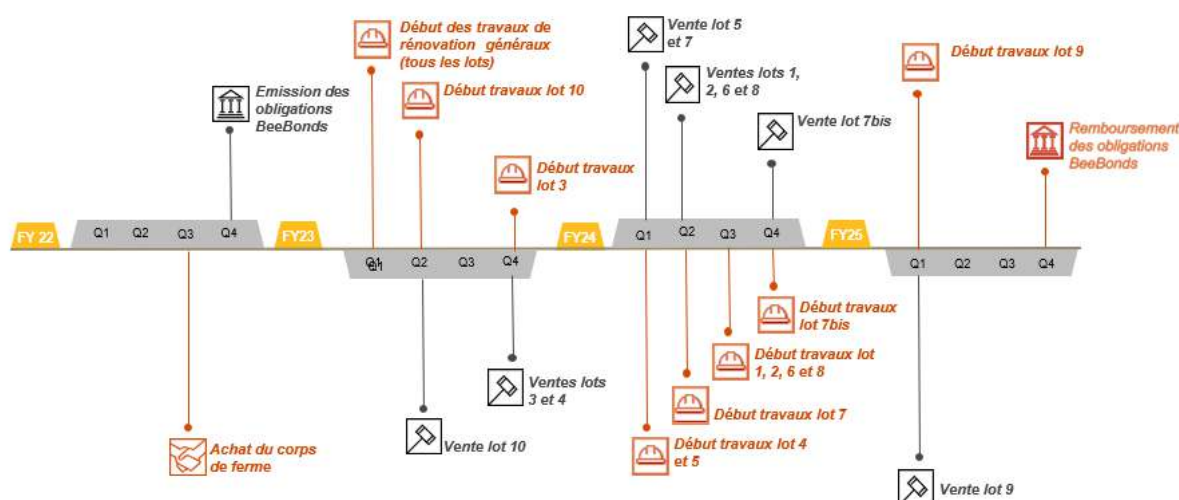 Début des travaux de
rénovation généraux
(tous les lots)
Vente lot 5
et 7
Début travaux lot 9
Emission des
obligations
BeeBonds
Début travaux lot 10
Ventes lots 1,
2, 6 et 8
Vente lot 7bis
Remboursement
des obligations
BeeBonds
Début travaux
lot 3
FY 22
Q1 Q2 Q3 Q4
FY23
Q1
Q1 Q2 Q3 Q4
FY24
Q1 Q2 Q3 Q4
FY25
Q1 Q2 Q3 Q4
Début travaux
lot 7bis
Début travaux lot
1, 2, 6 et 8
Ventes lots
3 et 4
Début travaux lot 7
Achat du corps
de ferme
Vente lot 10
Début travaux lot 4
et 5
Vente lot 9